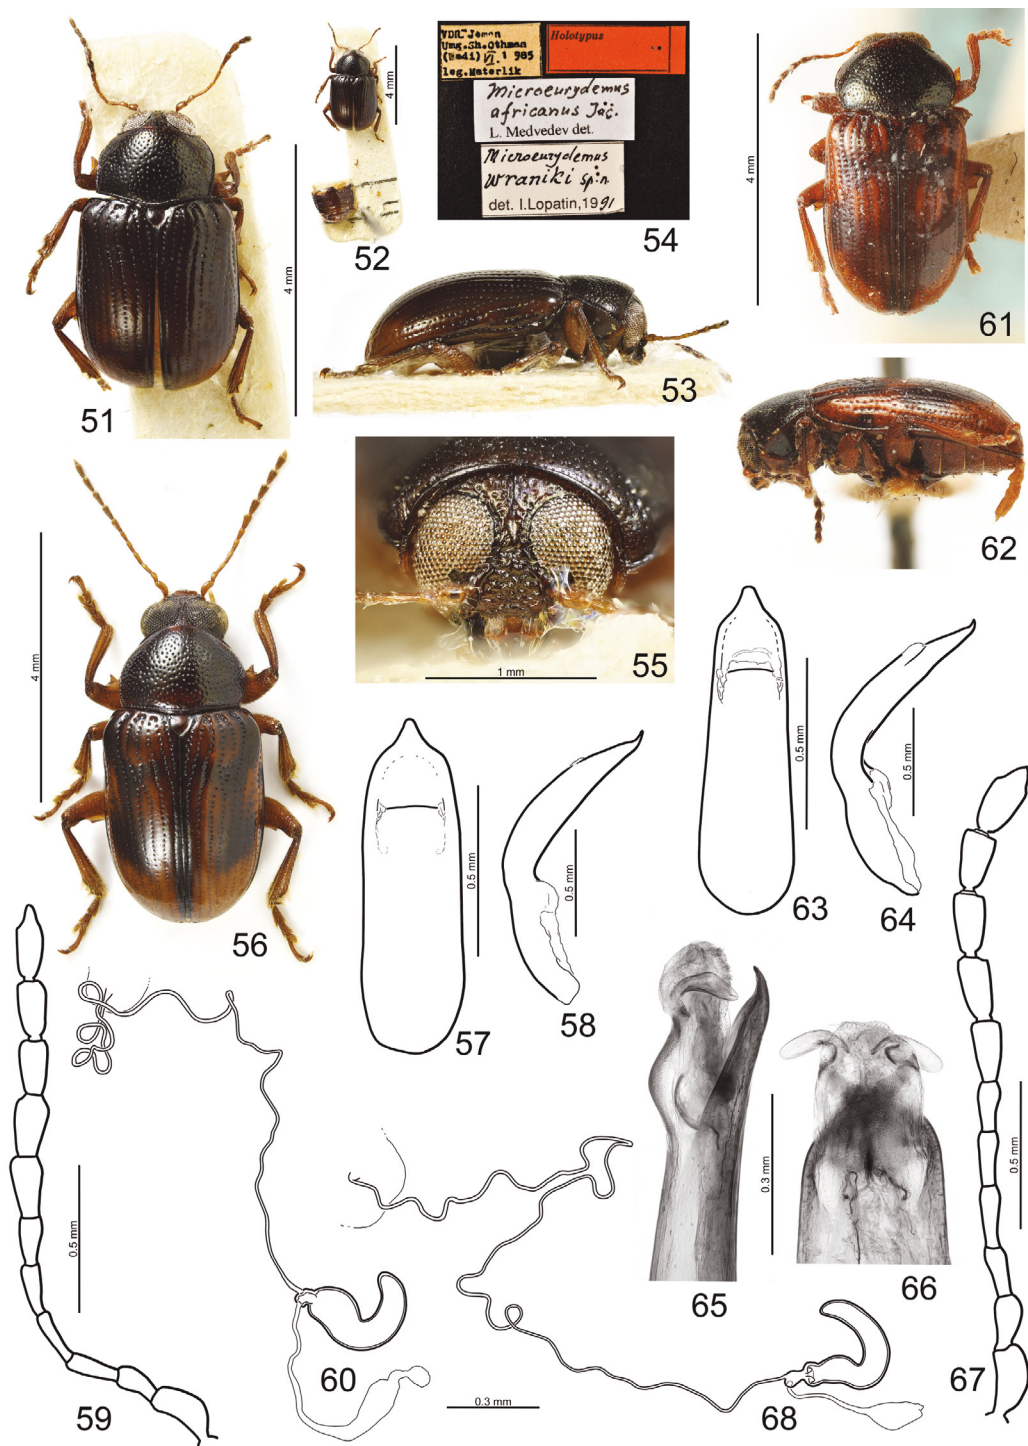 51
4 mm
52
4 mm
VDR-Jemen
Umg.Sh.Othman
(Badi) VI.1985
leg.Materlik
Holotypus
Microeurydemus
africanus Jac.
L. Medvedev det.
Microeurydemus
wraniki sp.n.
det. I.Lopatin, 1991
54
53
4 mm
61
62
56
4 mm
55
1 mm
57
0.5 mm
58
0.5 mm
63
0.5 mm
64
0.5 mm
59
0.5 mm
60
0.3 mm
68
65
0.3 mm
66
67
0.5 mm